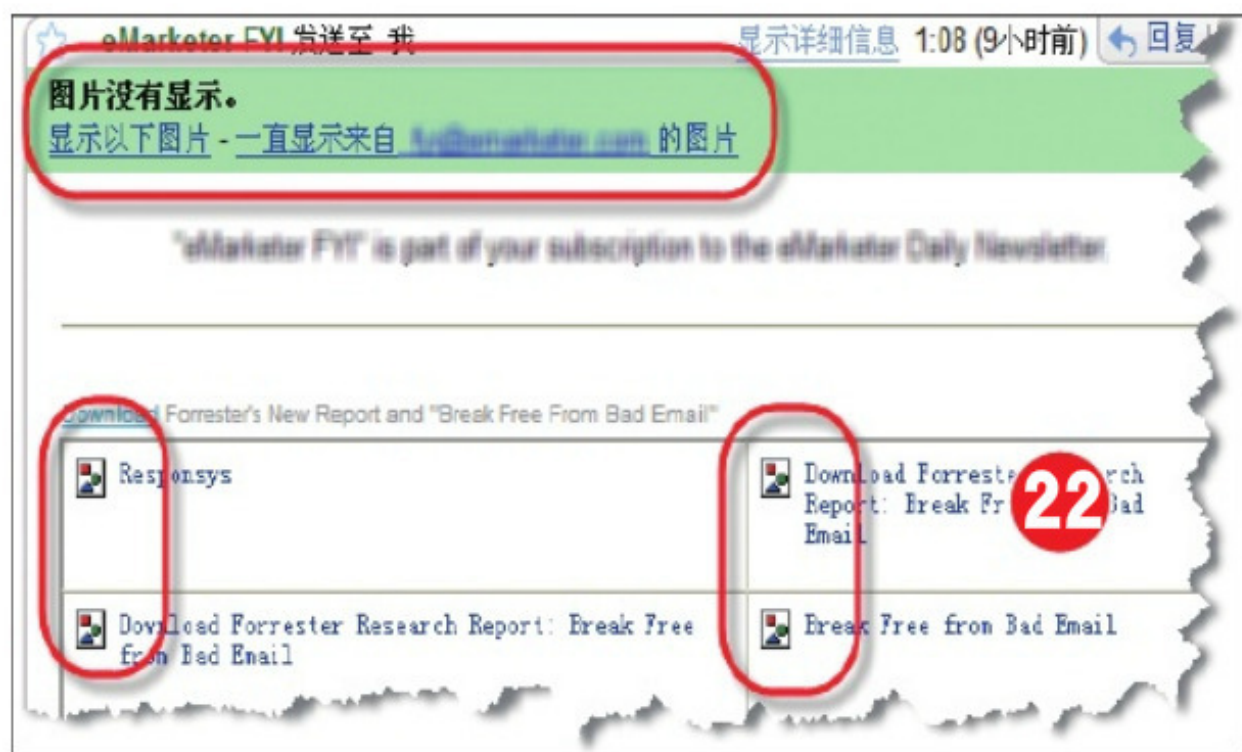 eMarketer FYI 发送至 我 显示详细信息 1:08 (9小时前) 回复
图片没有显示。
显示以下图片 - 一直显示来自 的图片
"eMarketer FYI" is part of your subscription to the eMarketer Daily Newsletter.
Download Forrester's New Report and "Break Free From Bad Email"
Responsys
Download Forrester
Report: Break Bad
Email
22
Download Forrester Research Report: Break Free
from Bad Email
Break Free from Bad Email